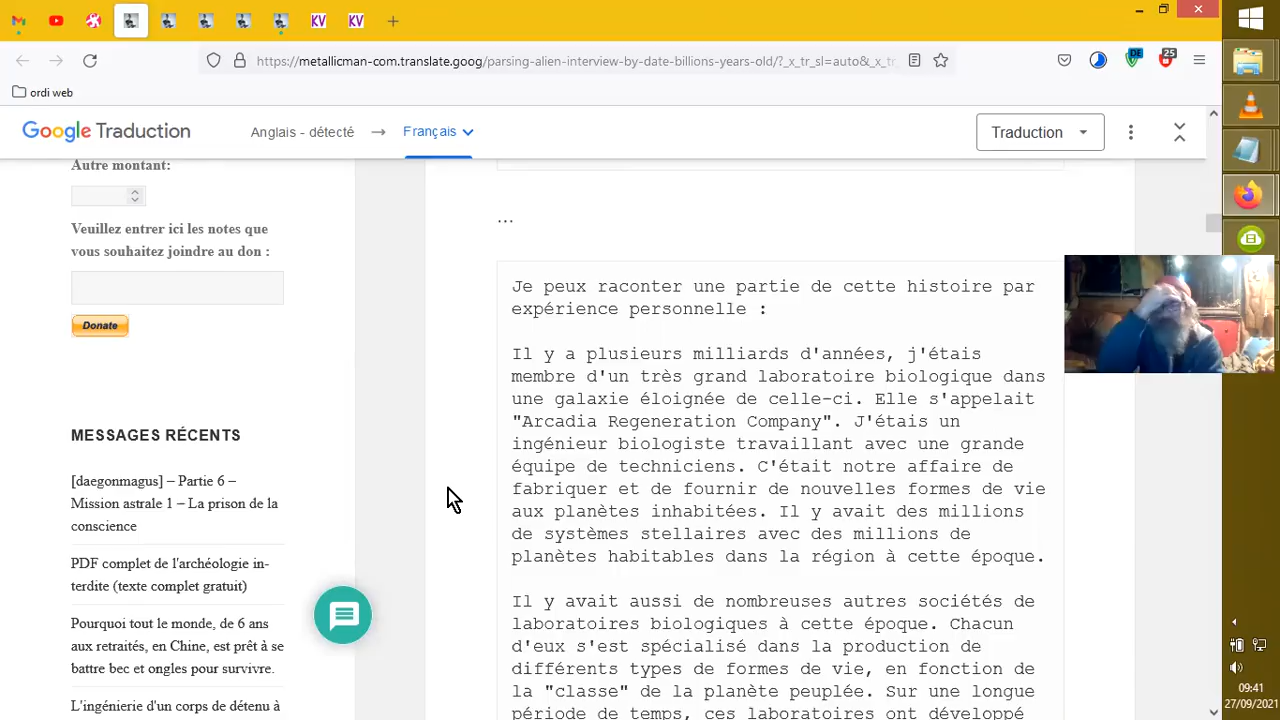 KV
KV
https://metallicman-com.translate.goog/parsing-alien-interview-by-date-billions-years-old/?_x_tr_sl=auto&_x_tr
DE
25
ordi web
Google Traduction
Anglais - détecté
Français
Traduction
Autre montant:
Veuillez entrer ici les notes que
vous souhaitez joindre au don :
Donate
MESSAGES RÉCENTS
[daegonmagus] – Partie 6 –
Mission astrale 1 – La prison de la
conscience
PDF complet de l'archéologie in-
terdite (texte complet gratuit)
Pourquoi tout le monde, de 6 ans
aux retraités, en Chine, est prêt à se
battre bec et ongles pour survivre.
L'ingénierie d'un corps de détenu à
...
Je peux raconter une partie de cette histoire par
expérience personnelle :
Il y a plusieurs milliards d'années, j'étais
membre d'un très grand laboratoire biologique dans
une galaxie éloignée de celle-ci. Elle s'appelait
"Arcadia Regeneration Company". J'étais un
ingénieur biologiste travaillant avec une grande
équipe de techniciens. C'était notre affaire de
fabriquer et de fournir de nouvelles formes de vie
aux planètes inhabitées. Il y avait des millions
de systèmes stellaires avec des millions de
planètes habitables dans la région à cette époque.
Il y avait aussi de nombreuses autres sociétés de
laboratoires biologiques à cette époque. Chacun
d'eux s'est spécialisé dans la production de
différents types de formes de vie, en fonction de
la "classe" de la planète peuplée. Sur une longue
période de temps, ces laboratoires ont développé
09:41
27/09/2021